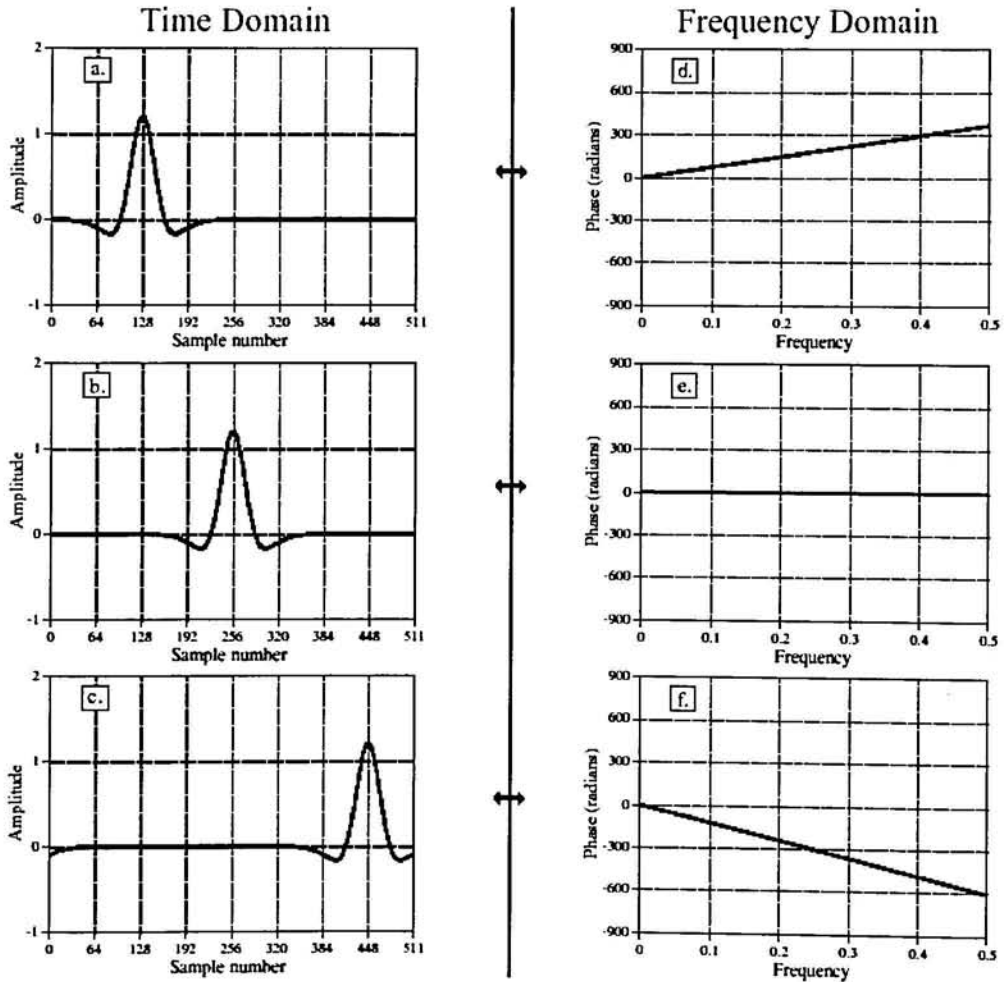 Time Domain
Frequency Domain
a.
2
1
0
-1
Amplitude
0 64 128 192 256 320 384 448 511
Sample number
d.
900
600
300
0
-300
-600
-900
Phase (radians)
0 0.1 0.2 0.3 0.4 0.5
Frequency
b.
2
1
0
-1
Amplitude
0 64 128 192 256 320 384 448 511
Sample number
e.
900
600
300
0
-300
-600
-900
Phase (radians)
0 0.1 0.2 0.3 0.4 0.5
Frequency
c.
2
1
0
-1
Amplitude
0 64 128 192 256 320 384 448 511
Sample number
f.
900
600
300
0
-300
-600
-900
Phase (radians)
0 0.1 0.2 0.3 0.4 0.5
Frequency